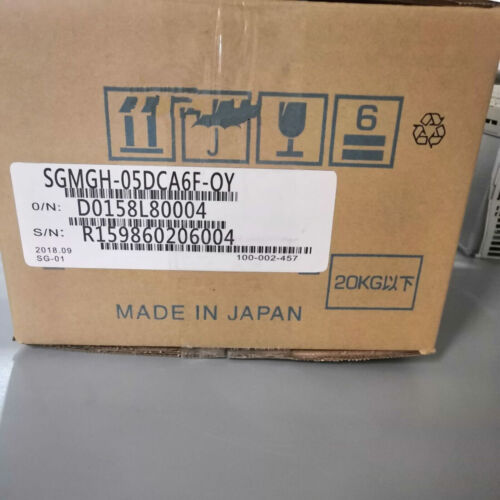 6
SGMGH-05DCA6F-OY
O/N: D0158L80004
S/N: R159860206004
2018.09
SG-01
100-002-457
20KG以下
MADE IN JAPAN